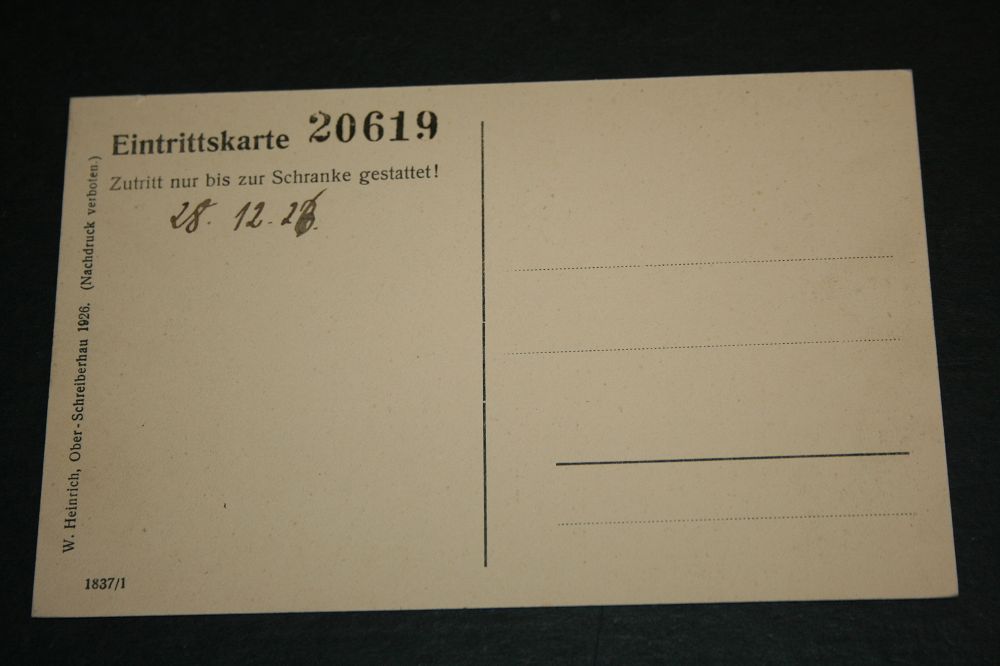 Eintrittskarte 20619
Zutritt nur bis zur Schranke gestattet!
28. 12. 26.
W. Heinrich, Ober-Schreiberhau 1926. (Nachdruck verboten.)
1837/1